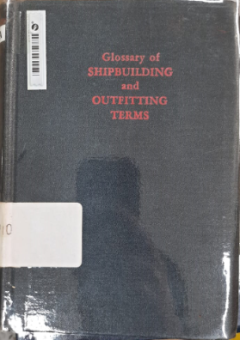 Glossary of
SHIPBUILDING
and
OUTFITTING
TERMS